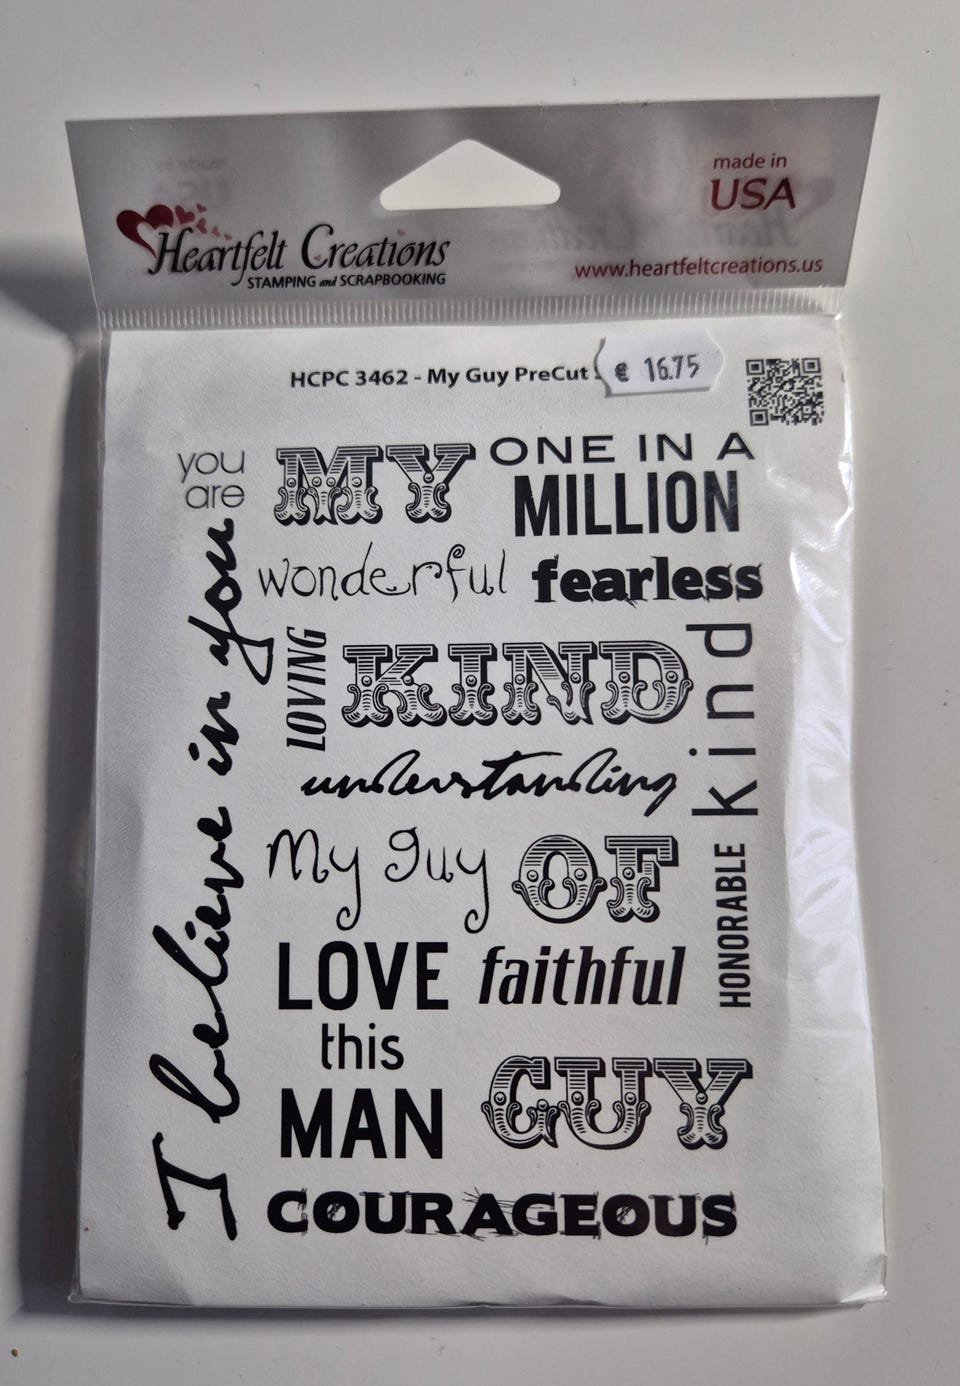 made in
USA
Heartfelt Creations
STAMPING and SCRAPBOOKING
www.heartfeltcreations.us
HCPC 3462 - My Guy PreCut
€ 16.75
you
are
MY
ONE IN A
MILLION
wonderful
fearless
I believe in you
LOVING
KIND
kind
understanding
My guy
OF
HONORABLE
LOVE
faithful
this
MAN
GUY
COURAGEOUS